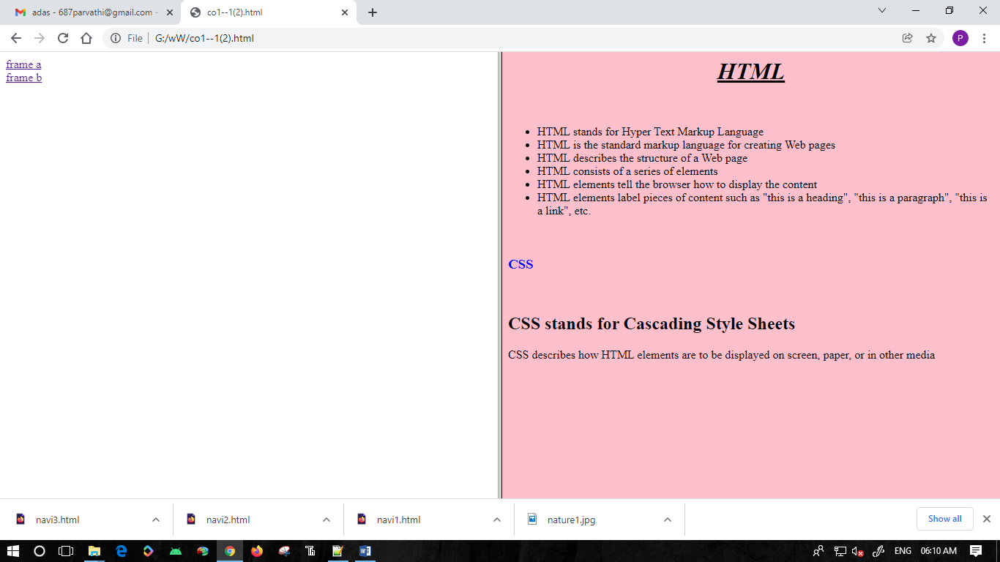 adas - 687parvathi@gmail.com -
co1--1(2).html
File
G:/wW/co1--1(2).html
P
frame a
frame b
HTML
• HTML stands for Hyper Text Markup Language
• HTML is the standard markup language for creating Web pages
• HTML describes the structure of a Web page
• HTML consists of a series of elements
• HTML elements tell the browser how to display the content
• HTML elements label pieces of content such as "this is a heading", "this is a paragraph", "this is
a link", etc.
CSS
CSS stands for Cascading Style Sheets
CSS describes how HTML elements are to be displayed on screen, paper, or in other media
navi3.html
navi2.html
navi1.html
nature1.jpg
Show all
ENG
06:10 AM